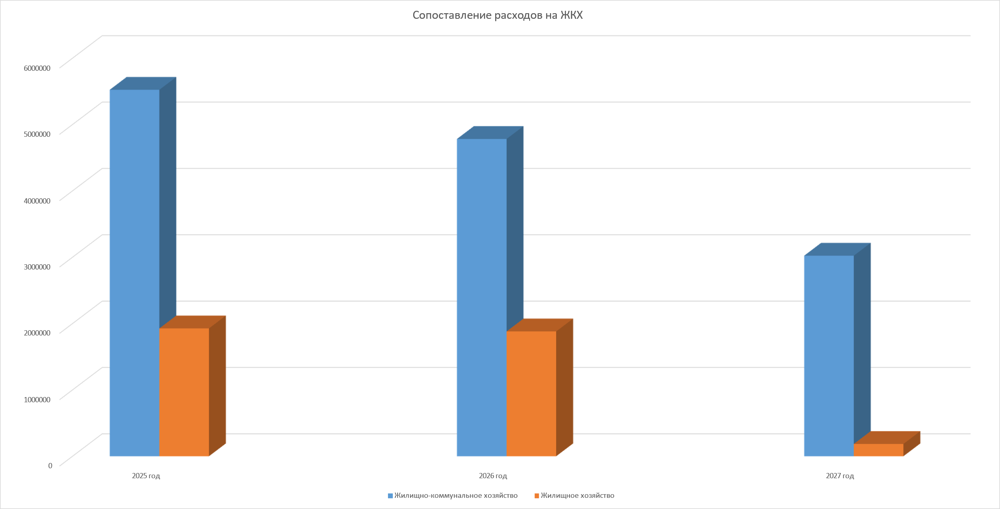 Сопоставление расходов на ЖКХ
6000000
5000000
4000000
3000000
2000000
1000000
0
2025 год
2026 год
2027 год
Жилищно-коммунальное хозяйство
Жилищное хозяйство